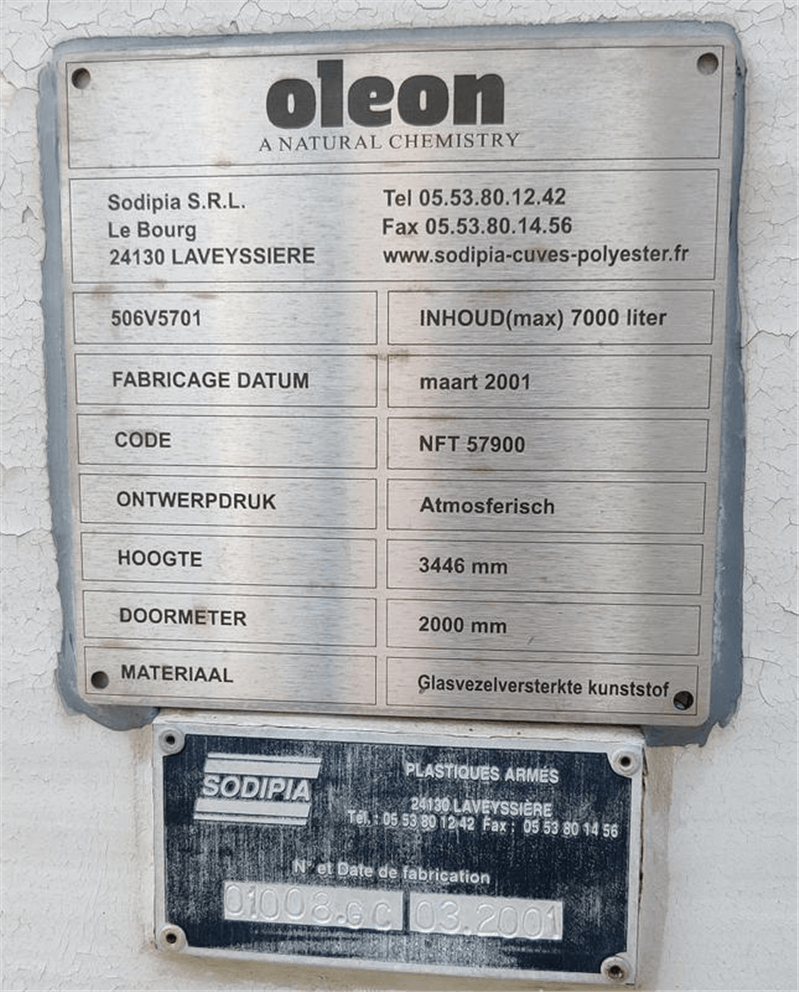 oleon
A NATURAL CHEMISTRY
Sodipia S.R.L. Tel 05.53.80.12.42
Le Bourg Fax 05.53.80.14.56
24130 LAVEYSSIERE www.sodipia-cuves-polyester.fr
506V5701 INHOUD(max) 7000 liter
FABRICAGE DATUM maart 2001
CODE NFT 57900
ONTWERPDRUK Atmosferisch
HOOGTE 3446 mm
DOORMETER 2000 mm
MATERIAAL Glasvezelversterkte kunststof
SODIPIA PLASTIQUES ARMÉS
24130 LAVEYSSIÈRE
Tél. : 05 53 80 12 42 Fax : 05 53 80 14 56
N° et Date de fabrication
01008.GC 03.2001